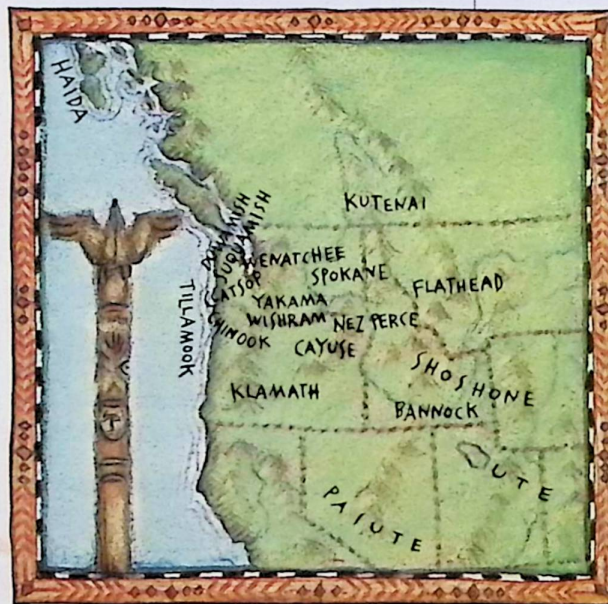 HAIDA
KUTENAI
DUWAMISH
SUQUAMISH
WENATCHEE
SPOKANE
FLATHEAD
CLATSOP
YAKAMA
TILLAMOOK
WISHRAM
NEZ PERCE
CHINOOK
CAYUSE
SHOSHONE
KLAMATH
BANNOCK
UTE
PAIUTE